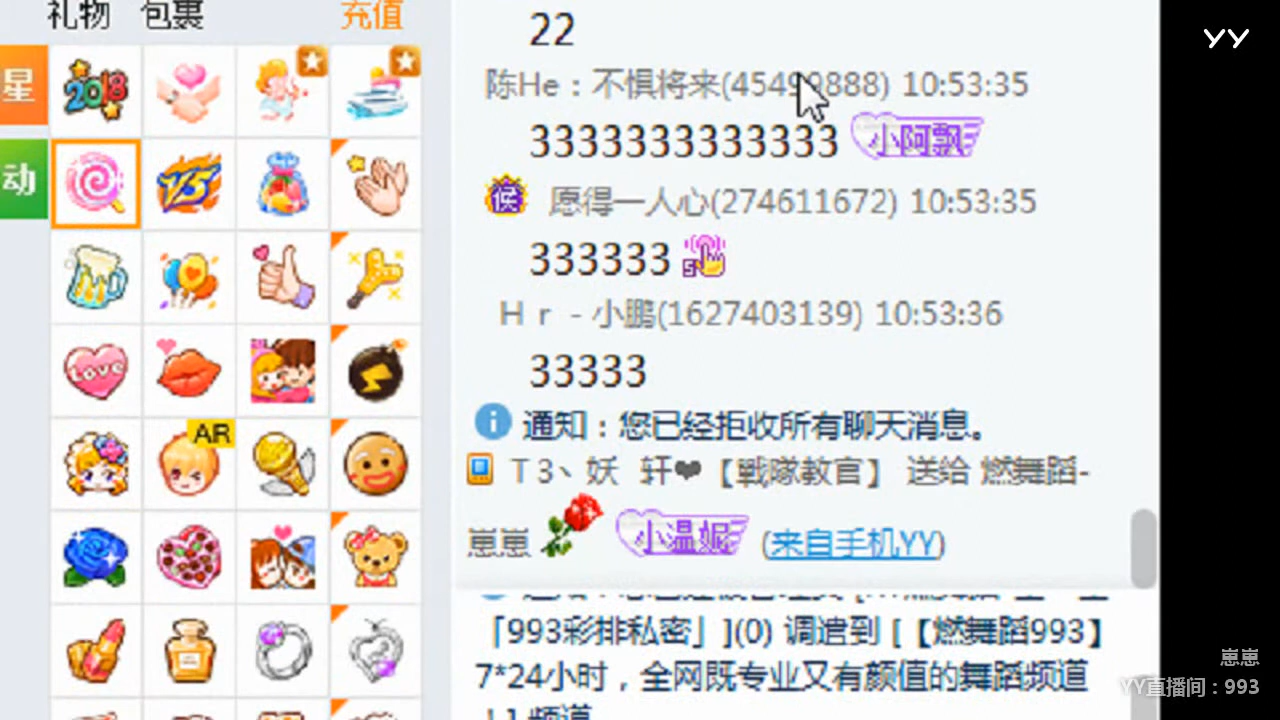 礼物 包裹 充值
星
动
2018
VS
Love
AR
22
陈He：不惧将来(45499888) 10:53:35
3333333333333 小阿飘
侯 愿得一人心(274611672) 10:53:35
333333 5
Ｈｒ-小鹏(1627403139) 10:53:36
33333
通知：您已经拒收所有聊天消息。
T 3丶妖 轩❤【戰隊教官】 送给 燃舞蹈-
崽崽 小温妮 (来自手机YY)
「993彩排私密」](0) 调遣到 [【燃舞蹈993】
7*24小时，全网既专业又有颜值的舞蹈频道
YY
崽崽
YY直播间：993